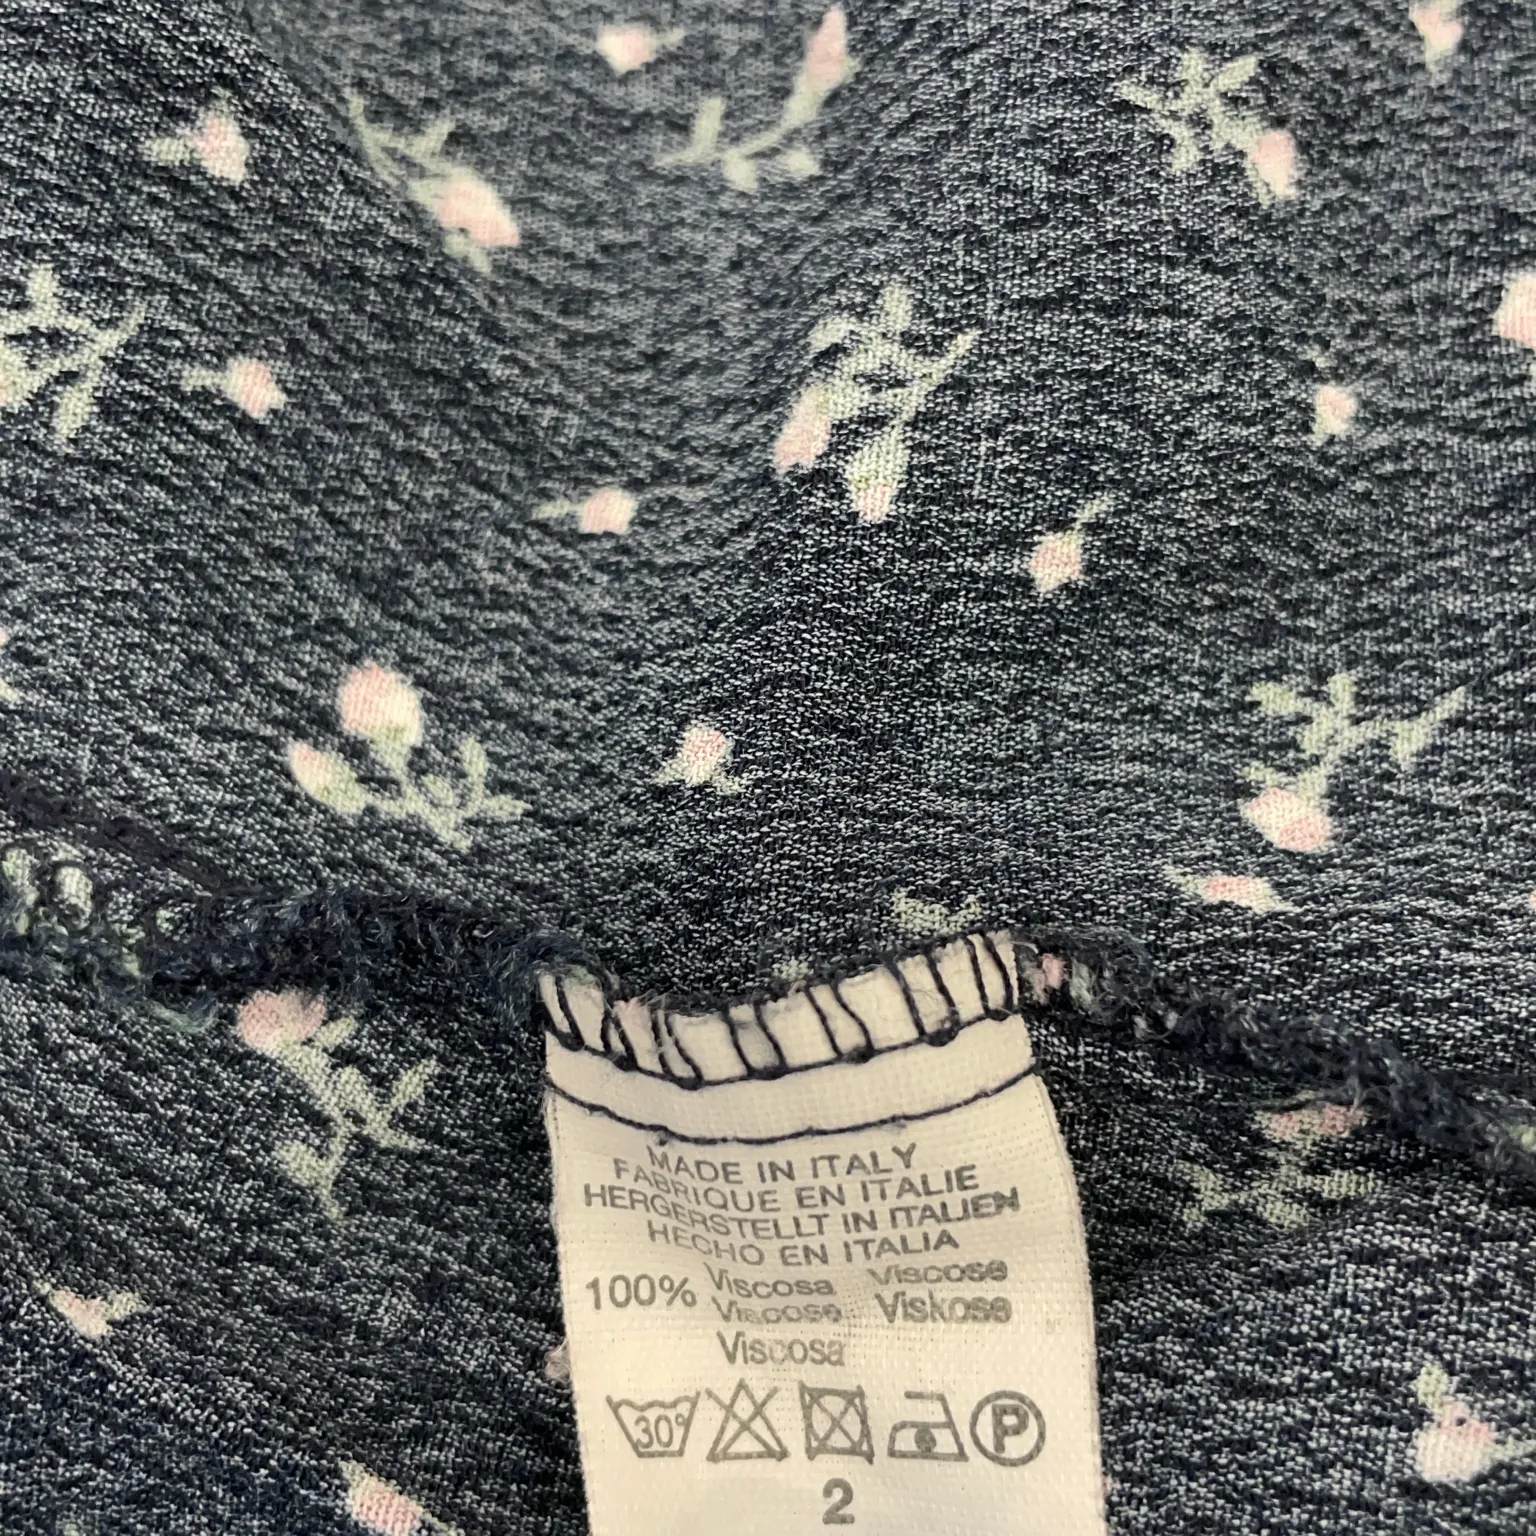 MADE IN ITALY
FABRIQUE EN ITALIE
HERGERSTELLT IN ITALIEN
HECHO EN ITALIA
100% Viscosa Viscose
Viscose Viskose
Viscosa
30° P
2